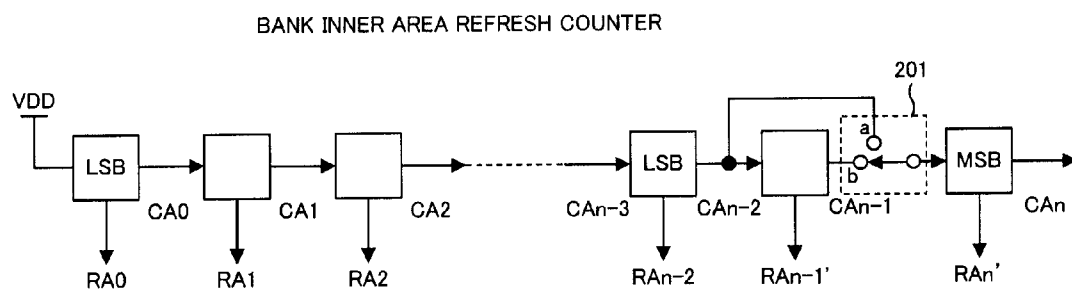 BANK INNER AREA REFRESH COUNTER
201
VDD
a
LSB
LSB
b
MSB
CA0
CA1
CA2
CAn-3
CAn-2
CAn-1
CAn
RA0
RA1
RA2
RAn-2
RAn-1'
RAn'